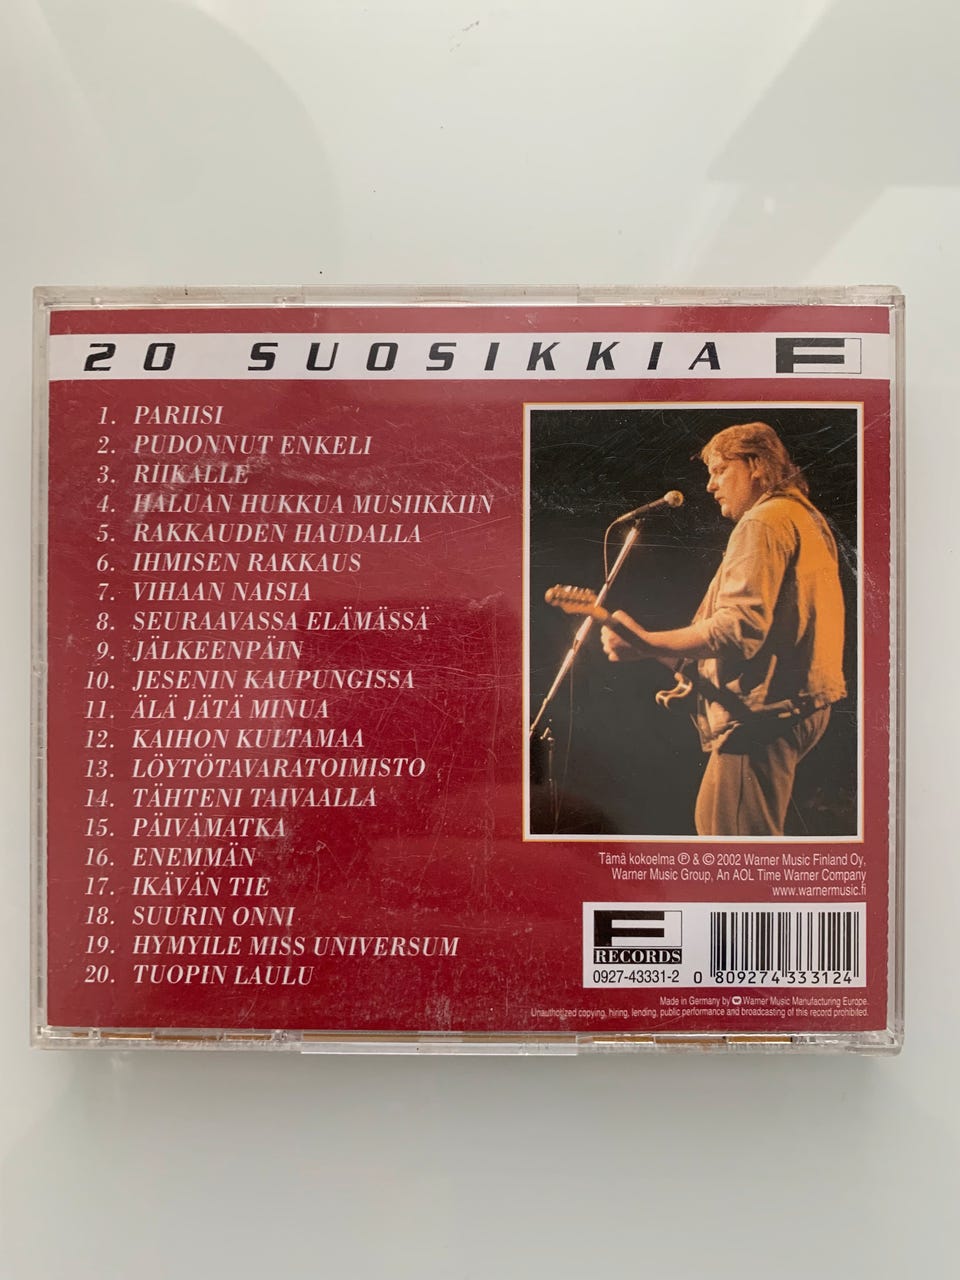 20 SUOSIKKIA F
1. PARIISI
2. PUDONNUT ENKELI
3. RIIKALLE
4. HALUAN HUKKUA MUSIIKKIIN
5. RAKKAUDEN HAUDALLA
6. IHMISEN RAKKAUS
7. VIHAAN NAISIA
8. SEURAAVASSA ELÄMÄSSÄ
9. JÄLKEENPÄIN
10. JESENIN KAUPUNGISSA
11. ÄLÄ JÄTÄ MINUA
12. KAIHON KULTAMAA
13. LÖYTÖTAVARATOIMISTO
14. TÄHTENI TAIVAALLA
15. PÄIVÄMATKA
16. ENEMMÄN
17. IKÄVÄN TIE
18. SUURIN ONNI
19. HYMYILE MISS UNIVERSUM
20. TUOPIN LAULU
Tämä kokoelma ℗ & © 2002 Warner Music Finland Oy,
Warner Music Group, An AOL Time Warner Company
www.warnermusic.fi
F
RECORDS
0927-43331-2
0 809274 333124
Made in Germany by Warner Music Manufacturing Europe.
Unauthorized copying, hiring, lending, public performance and broadcasting of this record prohibited.